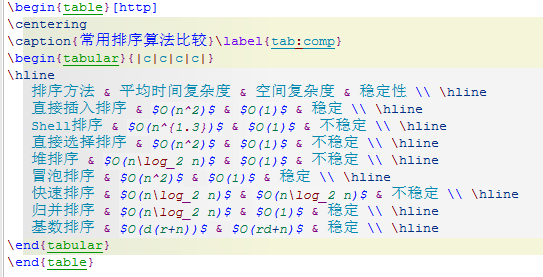 \begin{table}[http]
\centering
\caption{常用排序算法比较}\label{tab:comp}
\begin{tabular}{|c|c|c|c|}
\hline
排序方法 & 平均时间复杂度 & 空间复杂度 & 稳定性 \\ \hline
直接插入排序 & $O(n^2)$ & $O(1)$ & 稳定 \\ \hline
Shell排序 & $O(n^{1.3})$ & $O(1)$ & 不稳定 \\ \hline
直接选择排序 & $O(n^2)$ & $O(1)$ & 不稳定 \\ \hline
堆排序 & $O(n\log_2 n)$ & $O(1)$ & 不稳定 \\ \hline
冒泡排序 & $O(n^2)$ & $O(1)$ & 稳定 \\ \hline
快速排序 & $O(n\log_2 n)$ & $O(n\log_2 n)$ & 不稳定 \\ \hline
归并排序 & $O(n\log_2 n)$ & $O(1)$ & 稳定 \\ \hline
基数排序 & $O(d(r+n))$ & $O(rd+n)$ & 稳定 \\ \hline
\end{tabular}
\end{table}